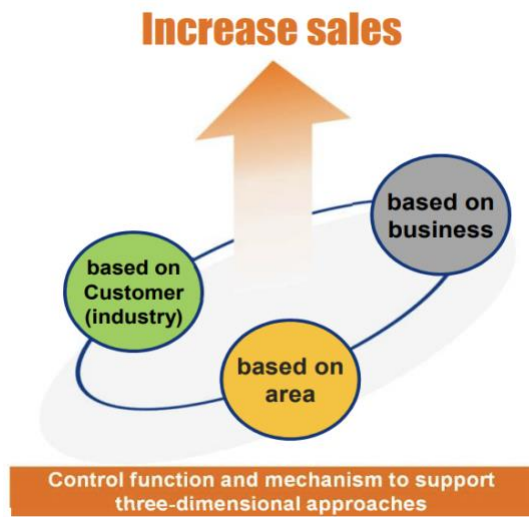 Increase sales
based on
business
based on
Customer
(industry)
based on
area
Control function and mechanism to support
three-dimensional approaches